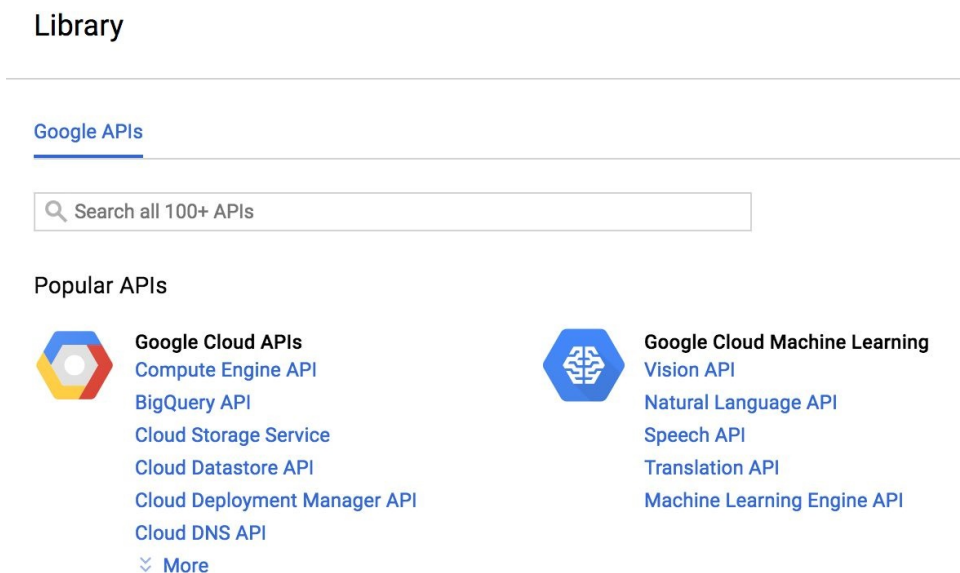 Library
Google APIs
Search all 100+ APIs
Popular APIs
Google Cloud APIs
Compute Engine API
BigQuery API
Cloud Storage Service
Cloud Datastore API
Cloud Deployment Manager API
Cloud DNS API
More
Google Cloud Machine Learning
Vision API
Natural Language API
Speech API
Translation API
Machine Learning Engine API